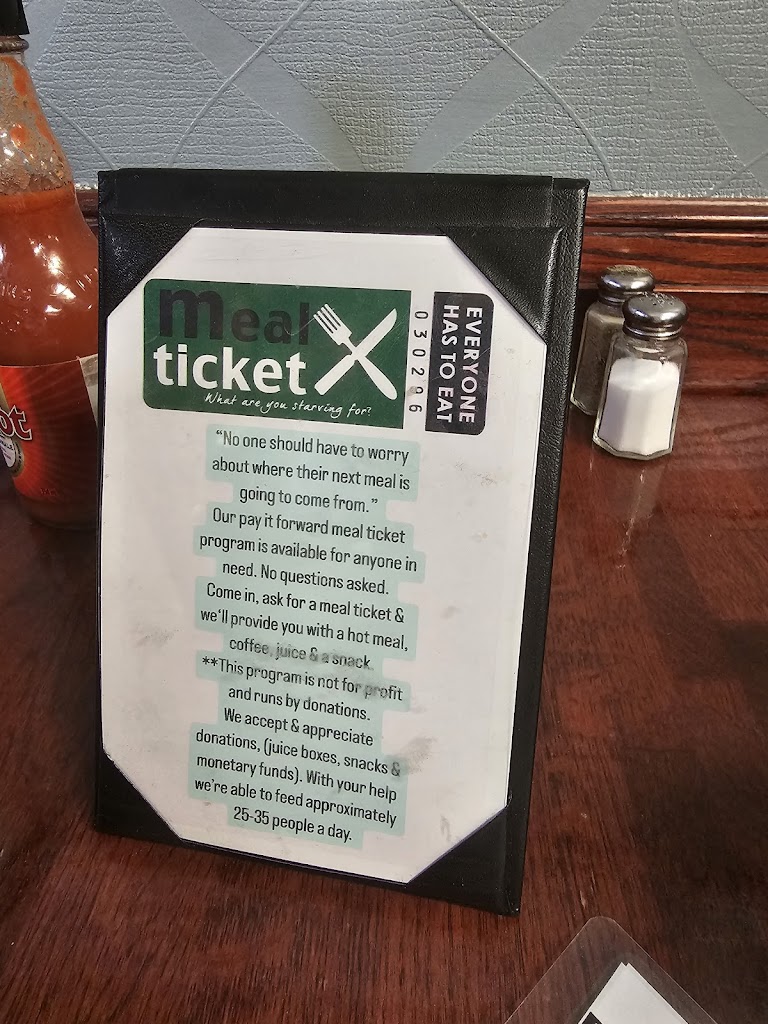 meal
ticket
What are you starving for?
030296
EVERYONE
HAS TO EAT
“No one should have to worry
about where their next meal is
going to come from.”
Our pay it forward meal ticket
program is available for anyone in
need. No questions asked.
Come in, ask for a meal ticket &
we’ll provide you with a hot meal,
coffee, juice & a snack
**This program is not for profit
and runs by donations.
We accept & appreciate
donations, (juice boxes, snacks &
monetary funds). With your help
we’re able to feed approximately
25-35 people a day.
ot